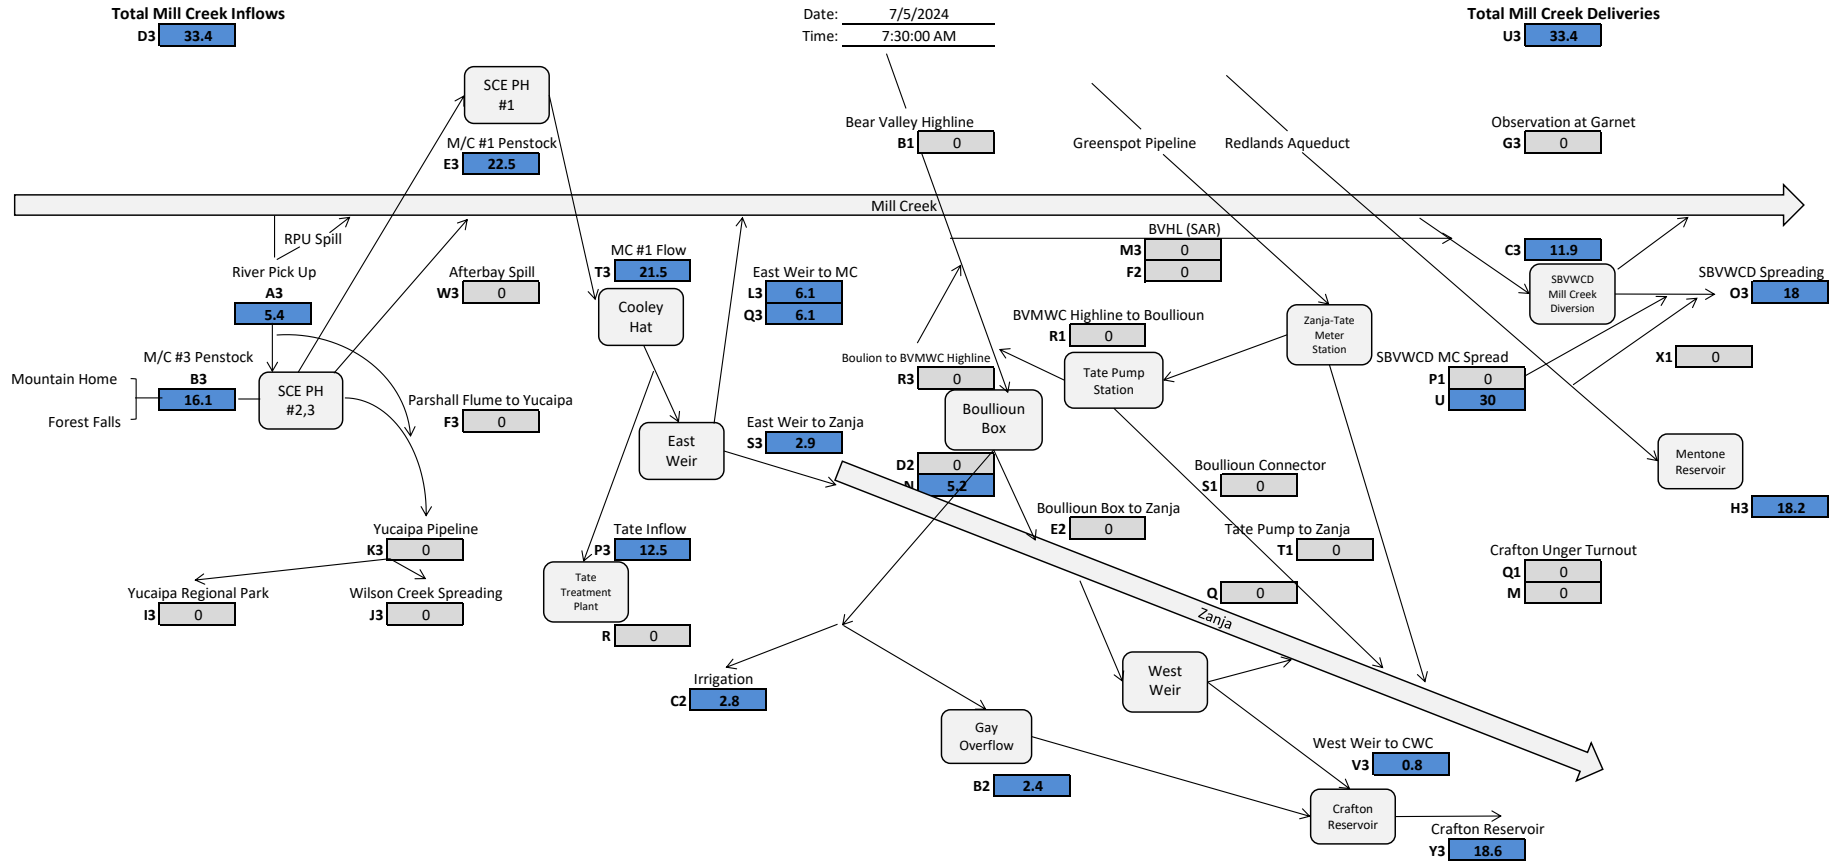 Total Mill Creek Inflows
D3 33.4
Date: 7/5/2024
Time: 7:30:00 AM
Total Mill Creek Deliveries
U3 33.4
SCE PH
#1
M/C #1 Penstock
E3 22.5
Bear Valley Highline
B1 0
Greenspot Pipeline
Redlands Aqueduct
Observation at Garnet
G3 0
Mill Creek
RPU Spill
River Pick Up
A3
5.4
Afterbay Spill
W3 0
MC #1 Flow
T3 21.5
Cooley
Hat
East Weir to MC
L3 6.1
Q3 6.1
BVHL (SAR)
M3 0
F2 0
C3 11.9
SBVWCD
Mill Creek
Diversion
SBVWCD Spreading
O3 18
BVMWC Highline to Boullioun
R1 0
Zanja-Tate
Meter
Station
M/C #3 Penstock
B3
16.1
Mountain Home
Forest Falls
SCE PH
#2,3
Boulion to BVMWC Highline
R3 0
Tate Pump
Station
SBVWCD MC Spread
P1 0
U 30
X1 0
Parshall Flume to Yucaipa
F3 0
Boullioun
Box
East
Weir
East Weir to Zanja
S3 2.9
D2 0
N 5.2
Boullioun Connector
S1 0
Mentone
Reservoir
H3 18.2
Boullioun Box to Zanja
E2 0
Tate Pump to Zanja
T1 0
Yucaipa Pipeline
K3 0
Tate Inflow
P3 12.5
Tate
Treatment
Plant
R 0
Crafton Unger Turnout
Q1 0
M 0
Yucaipa Regional Park
I3 0
Wilson Creek Spreading
J3 0
Q 0
Zanja
Irrigation
C2 2.8
West
Weir
Gay
Overflow
B2 2.4
West Weir to CWC
V3 0.8
Crafton
Reservoir
Crafton Reservoir
Y3 18.6